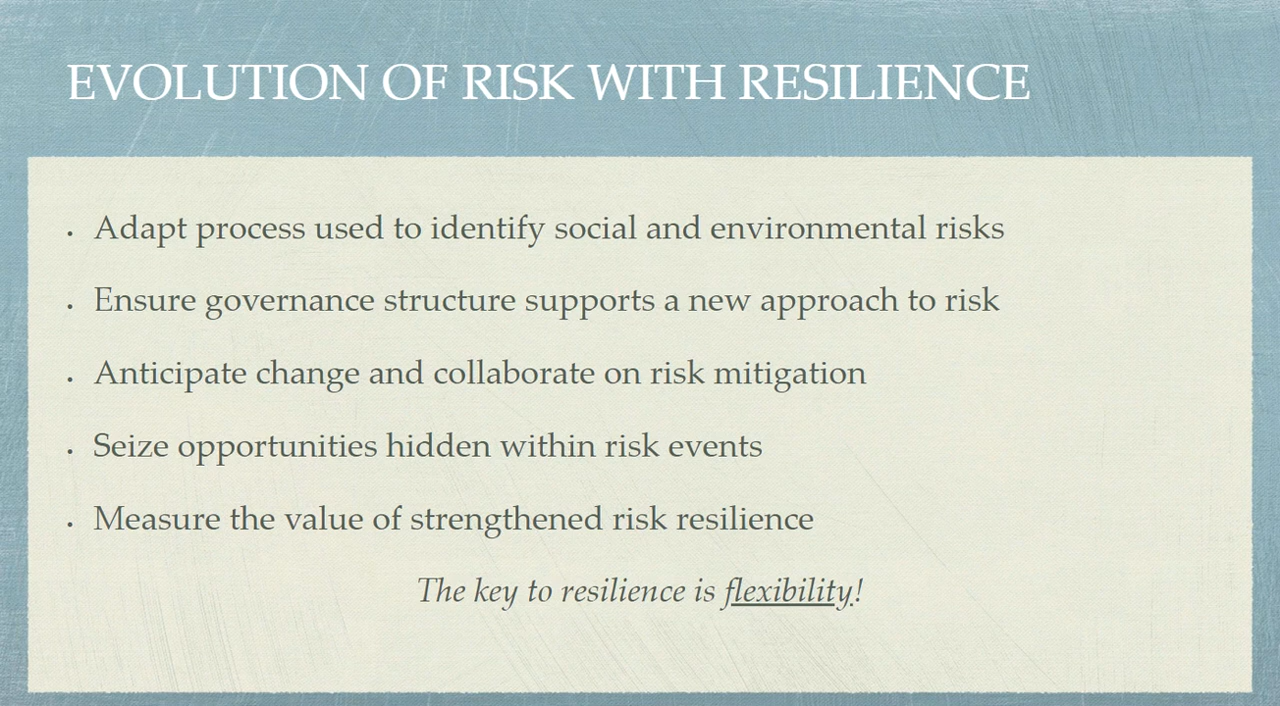 EVOLUTION OF RISK WITH RESILIENCE
• Adapt process used to identify social and environmental risks
• Ensure governance structure supports a new approach to risk
• Anticipate change and collaborate on risk mitigation
• Seize opportunities hidden within risk events
• Measure the value of strengthened risk resilience
The key to resilience is flexibility!